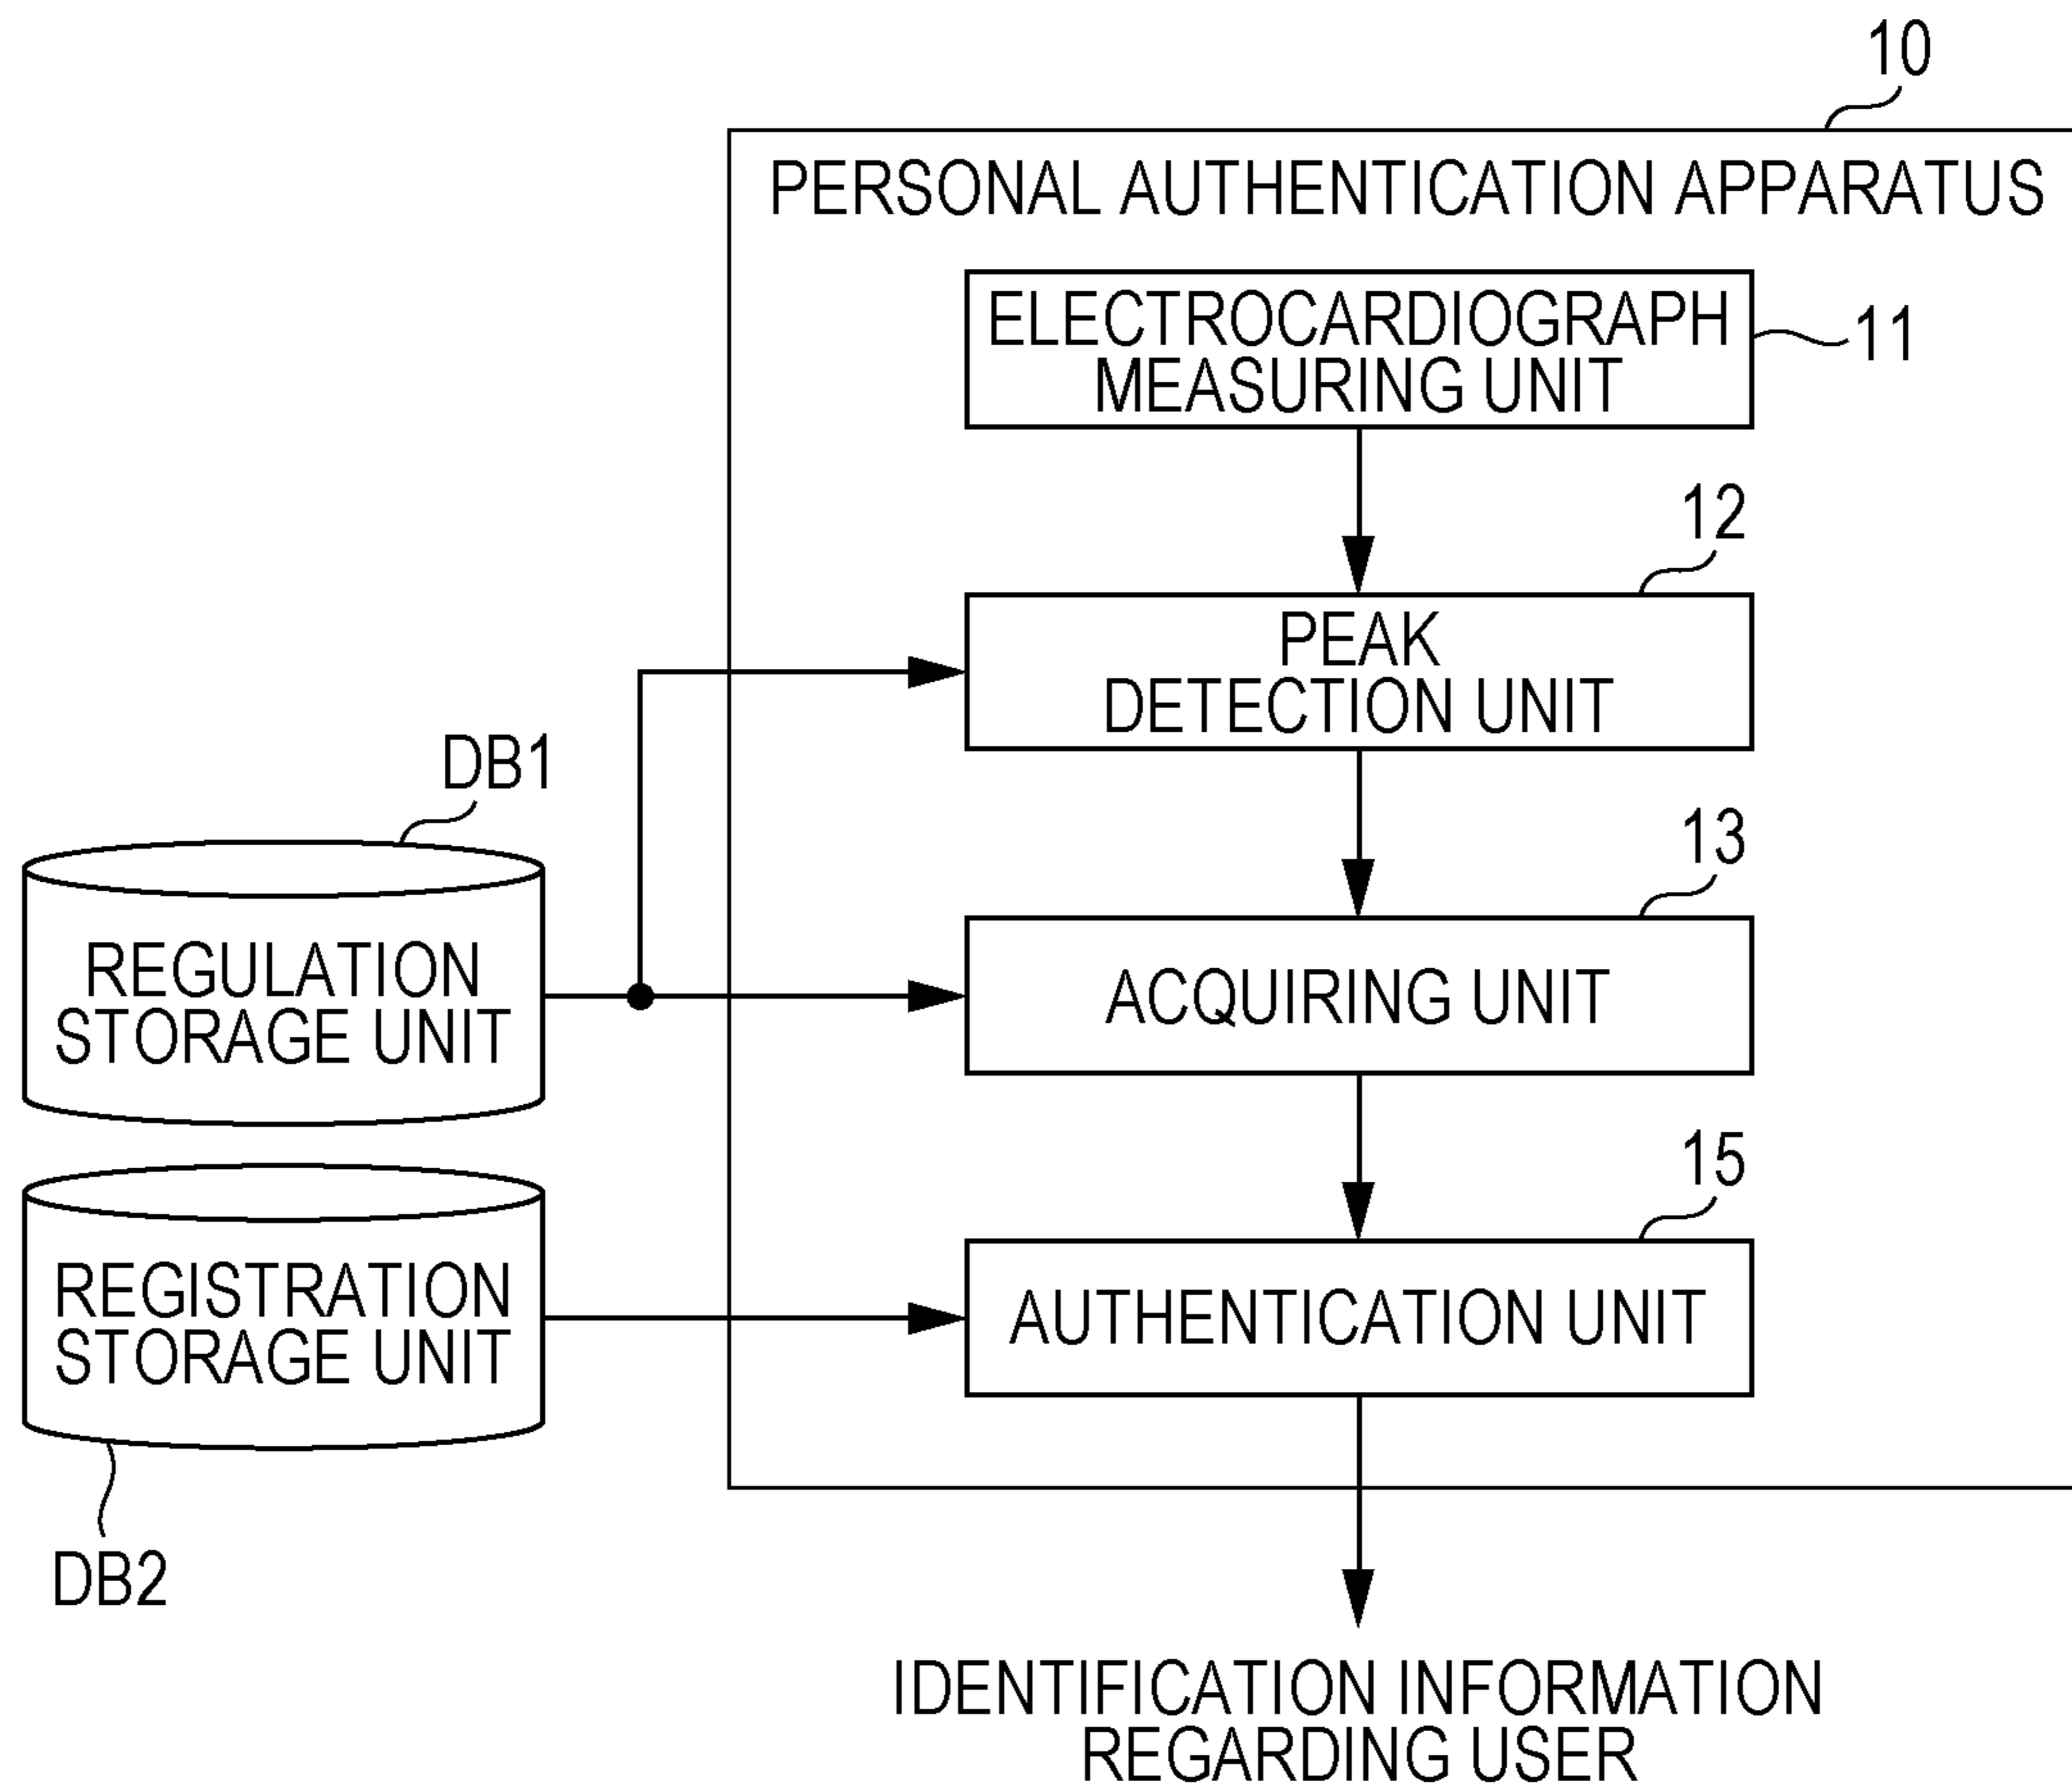 10
PERSONAL AUTHENTICATION APPARATUS
ELECTROCARDIOGRAPH
MEASURING UNIT
11
12
PEAK
DETECTION UNIT
DB1
13
REGULATION
STORAGE UNIT
ACQUIRING UNIT
15
REGISTRATION
STORAGE UNIT
AUTHENTICATION UNIT
DB2
IDENTIFICATION INFORMATION
REGARDING USER